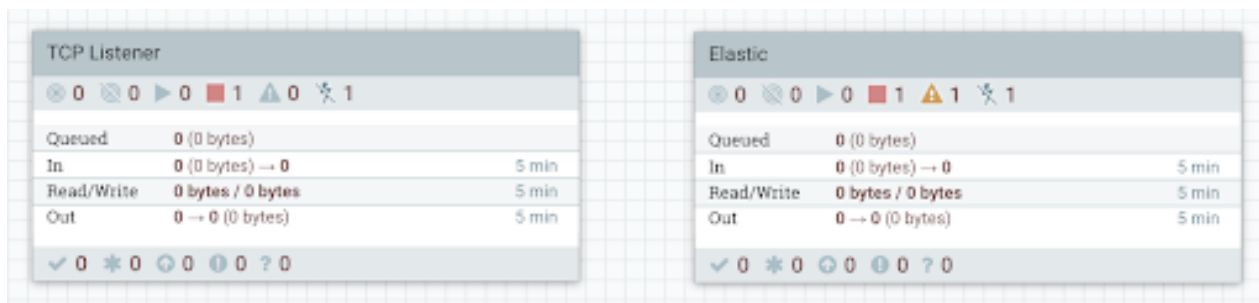 TCP Listener
0 0 0 1 0 1
Queued 0 (0 bytes)
In 0 (0 bytes) → 0 5 min
Read/Write 0 bytes / 0 bytes 5 min
Out 0 → 0 (0 bytes) 5 min
0 0 0 0 ? 0
Elastic
0 0 0 1 1 1
Queued 0 (0 bytes)
In 0 (0 bytes) → 0 5 min
Read/Write 0 bytes / 0 bytes 5 min
Out 0 → 0 (0 bytes) 5 min
0 0 0 0 ? 0